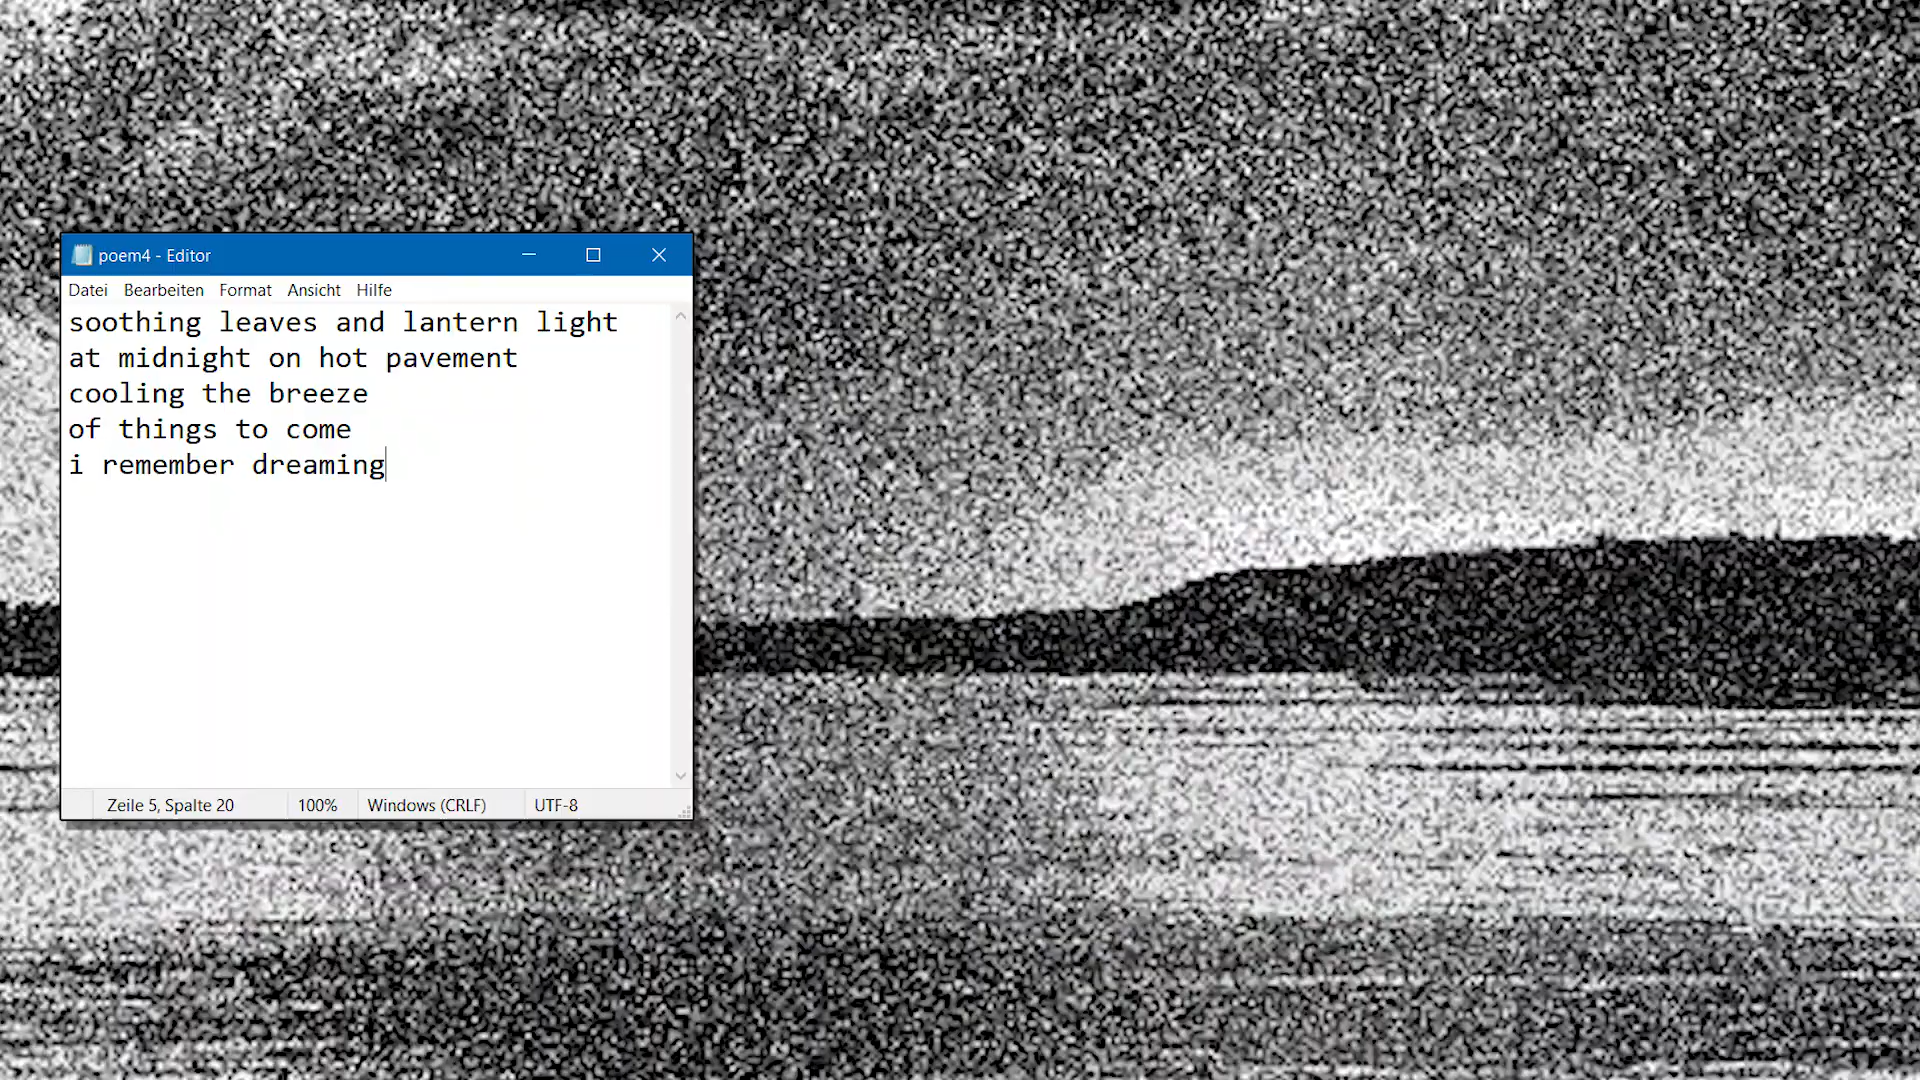 poem4 - Editor
Datei Bearbeiten Format Ansicht Hilfe
soothing leaves and lantern light
at midnight on hot pavement
cooling the breeze
of things to come
i remember dreaming
Zeile 5, Spalte 20 100% Windows (CRLF) UTF-8